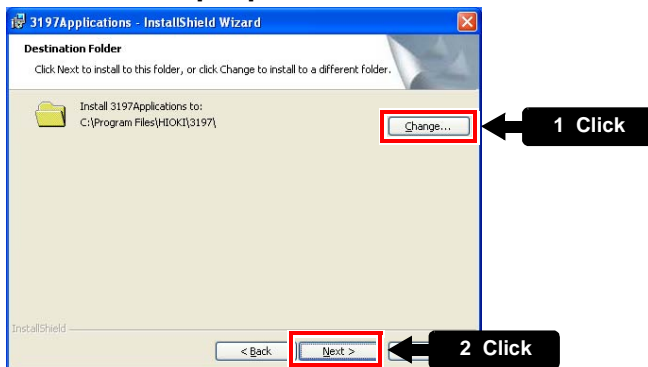 3197Applications - InstallShield Wizard
Destination Folder
Click Next to install to this folder, or click Change to install to a different folder.
Install 3197Applications to:
C:\Program Files\HIOKI\3197\
Change...
1 Click
InstallShield
< Back
Next >
2 Click